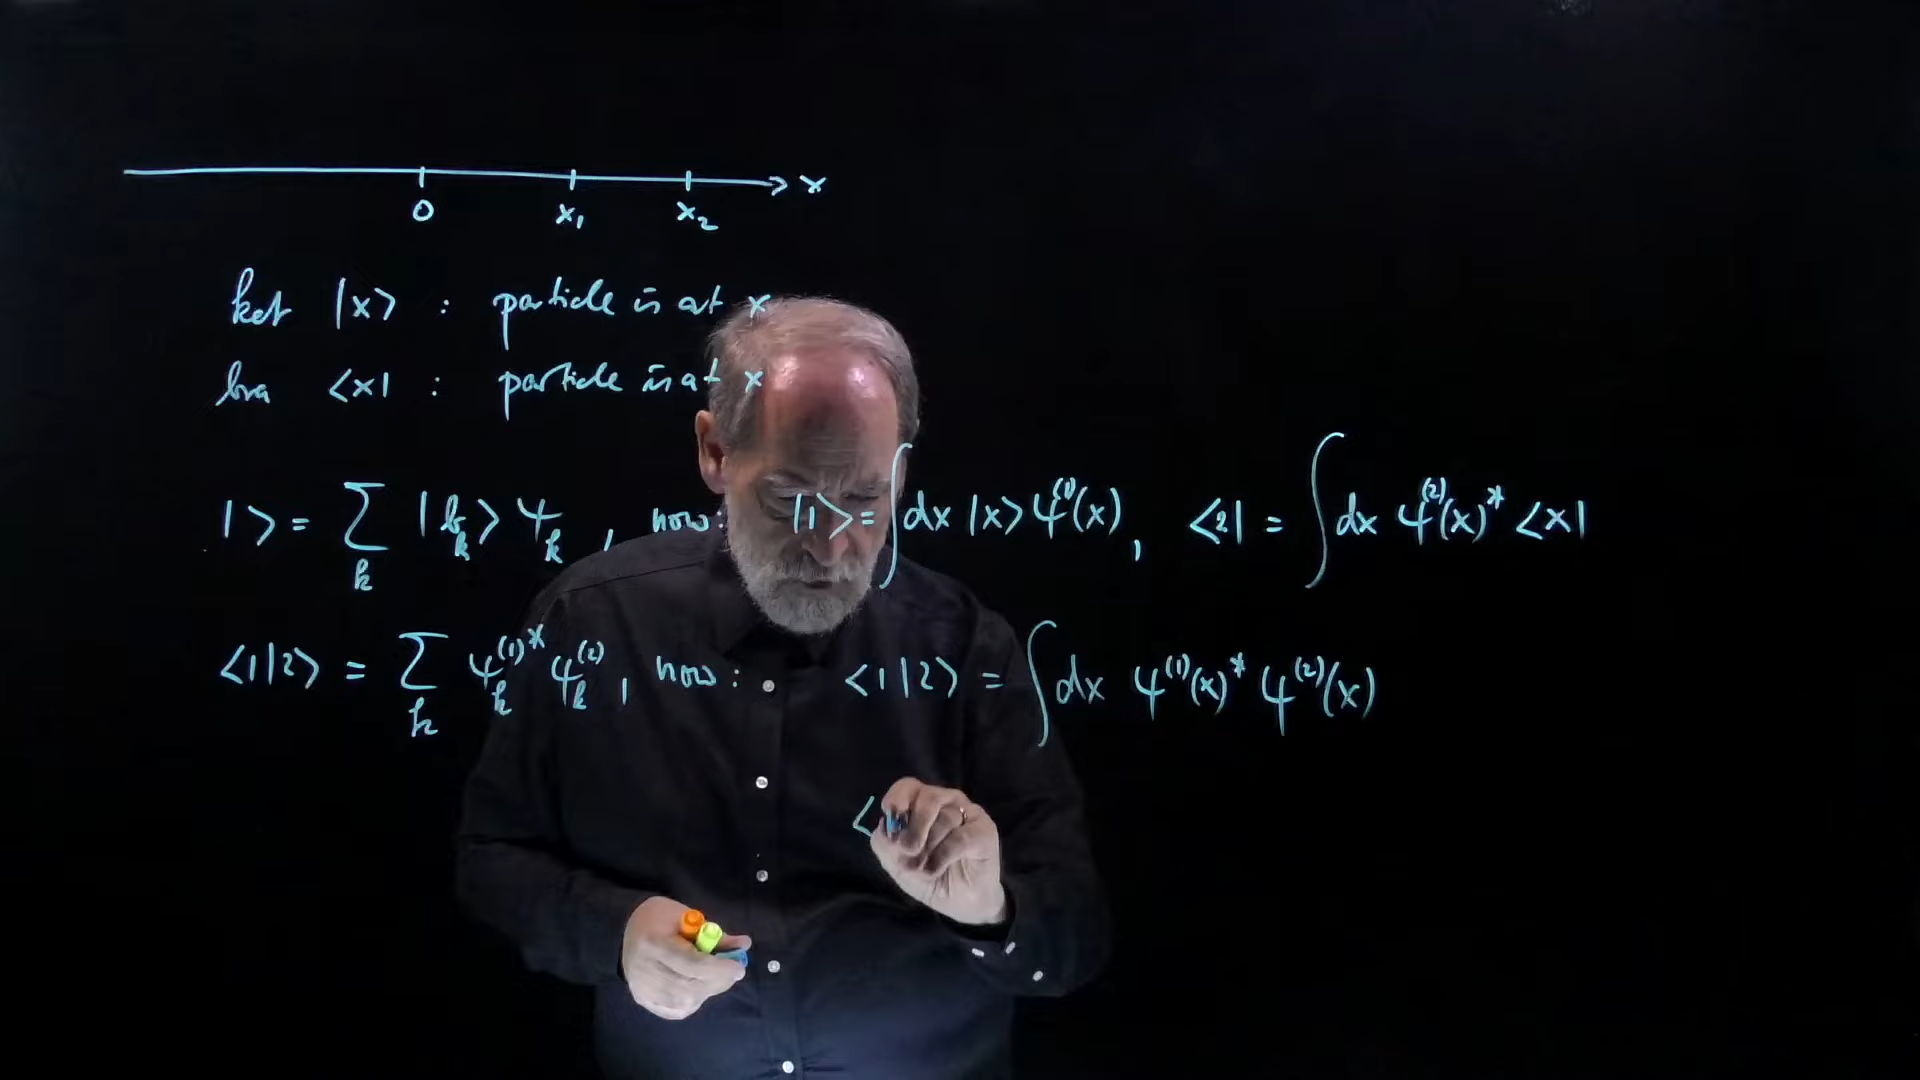 x
0 x₁ x₂
ket |x> : particle is at x
bra <x| : particle is at x
| > = ∑ₖ |bₖ> ψₖ , now: |1> = ∫ dx |x> ψ⁽¹⁾(x) , <2| = ∫ dx ψ⁽²⁾(x)* <x|
<1|2> = ∑ₖ ψₖ⁽¹⁾* ψₖ⁽²⁾ , now: <1|2> = ∫ dx ψ⁽¹⁾(x)* ψ⁽²⁾(x)
<